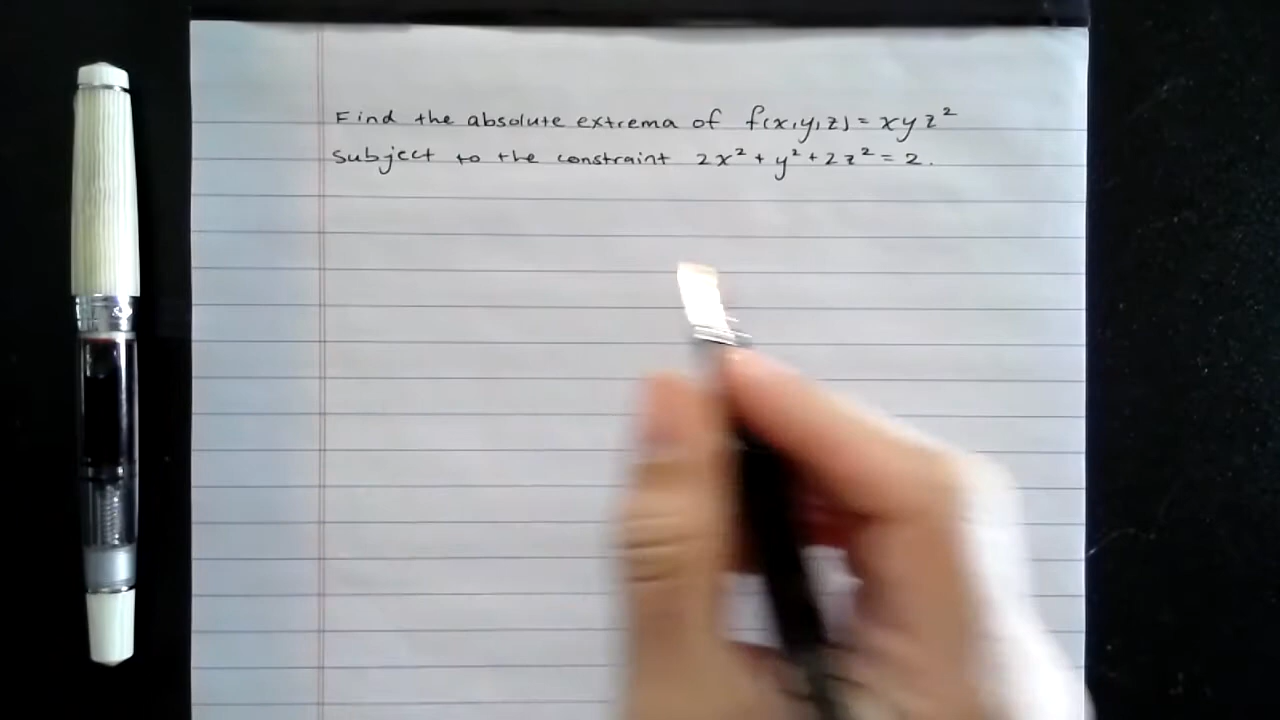 Find the absolute extrema of f(x,y,z) = xyz²
subject to the constraint 2x² + y² + 2z² = 2.